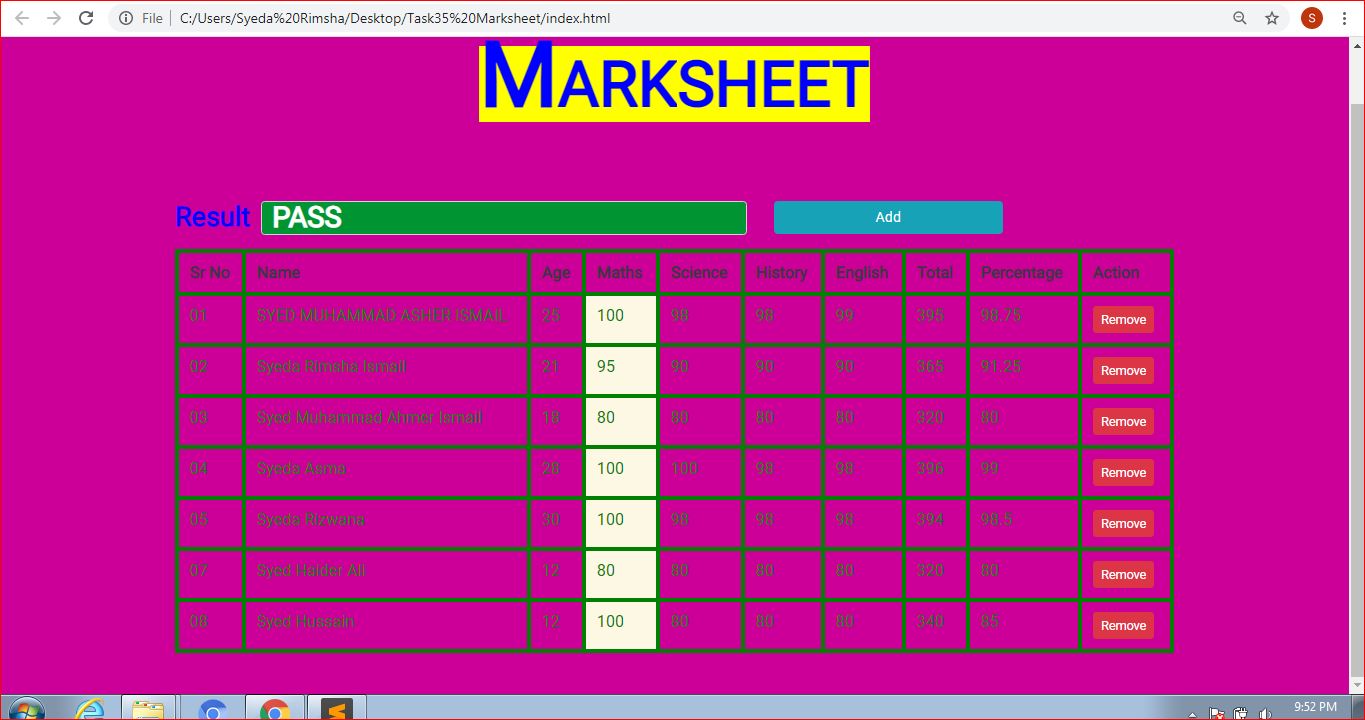 File C:/Users/Syeda%20Rimsha/Desktop/Task35%20Marksheet/index.html S
MARKSHEET
Result PASS Add
Sr No Name Age Maths Science History English Total Percentage Action
01 SYED MUHAMMAD ASHER ISMAIL 25 100 98 98 99 395 98.75 Remove
02 Syeda Rimsha Ismail 21 95 90 90 90 365 91.25 Remove
03 Syed Muhammad Ahmer Ismail 18 80 80 80 80 320 80 Remove
04 Syeda Asma 28 100 100 98 98 396 99 Remove
05 Syeda Rizwana 30 100 98 98 98 394 98.5 Remove
07 Syed Haider Ali 12 80 80 80 80 320 80 Remove
08 Syed Hussain 12 100 80 80 80 340 85 Remove
9:52 PM